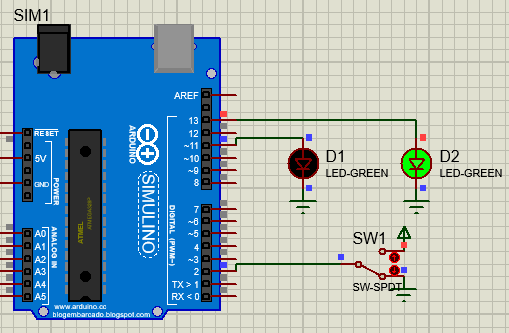 SIM1
AREF
13
12
~11
~10
~9
8
7
~6
~5
4
~3
2
TX > 1
RX < 0
RESET
5V
GND
POWER
A0
A1
A2
A3
A4
A5
ANALOG IN
ATMEL
ARDUINO
SIMULINO
DIGITAL (PWM~)
www.arduino.cc
blogembarcado.blogspot.com
D1
LED-GREEN
D2
LED-GREEN
SW1
SW-SPDT